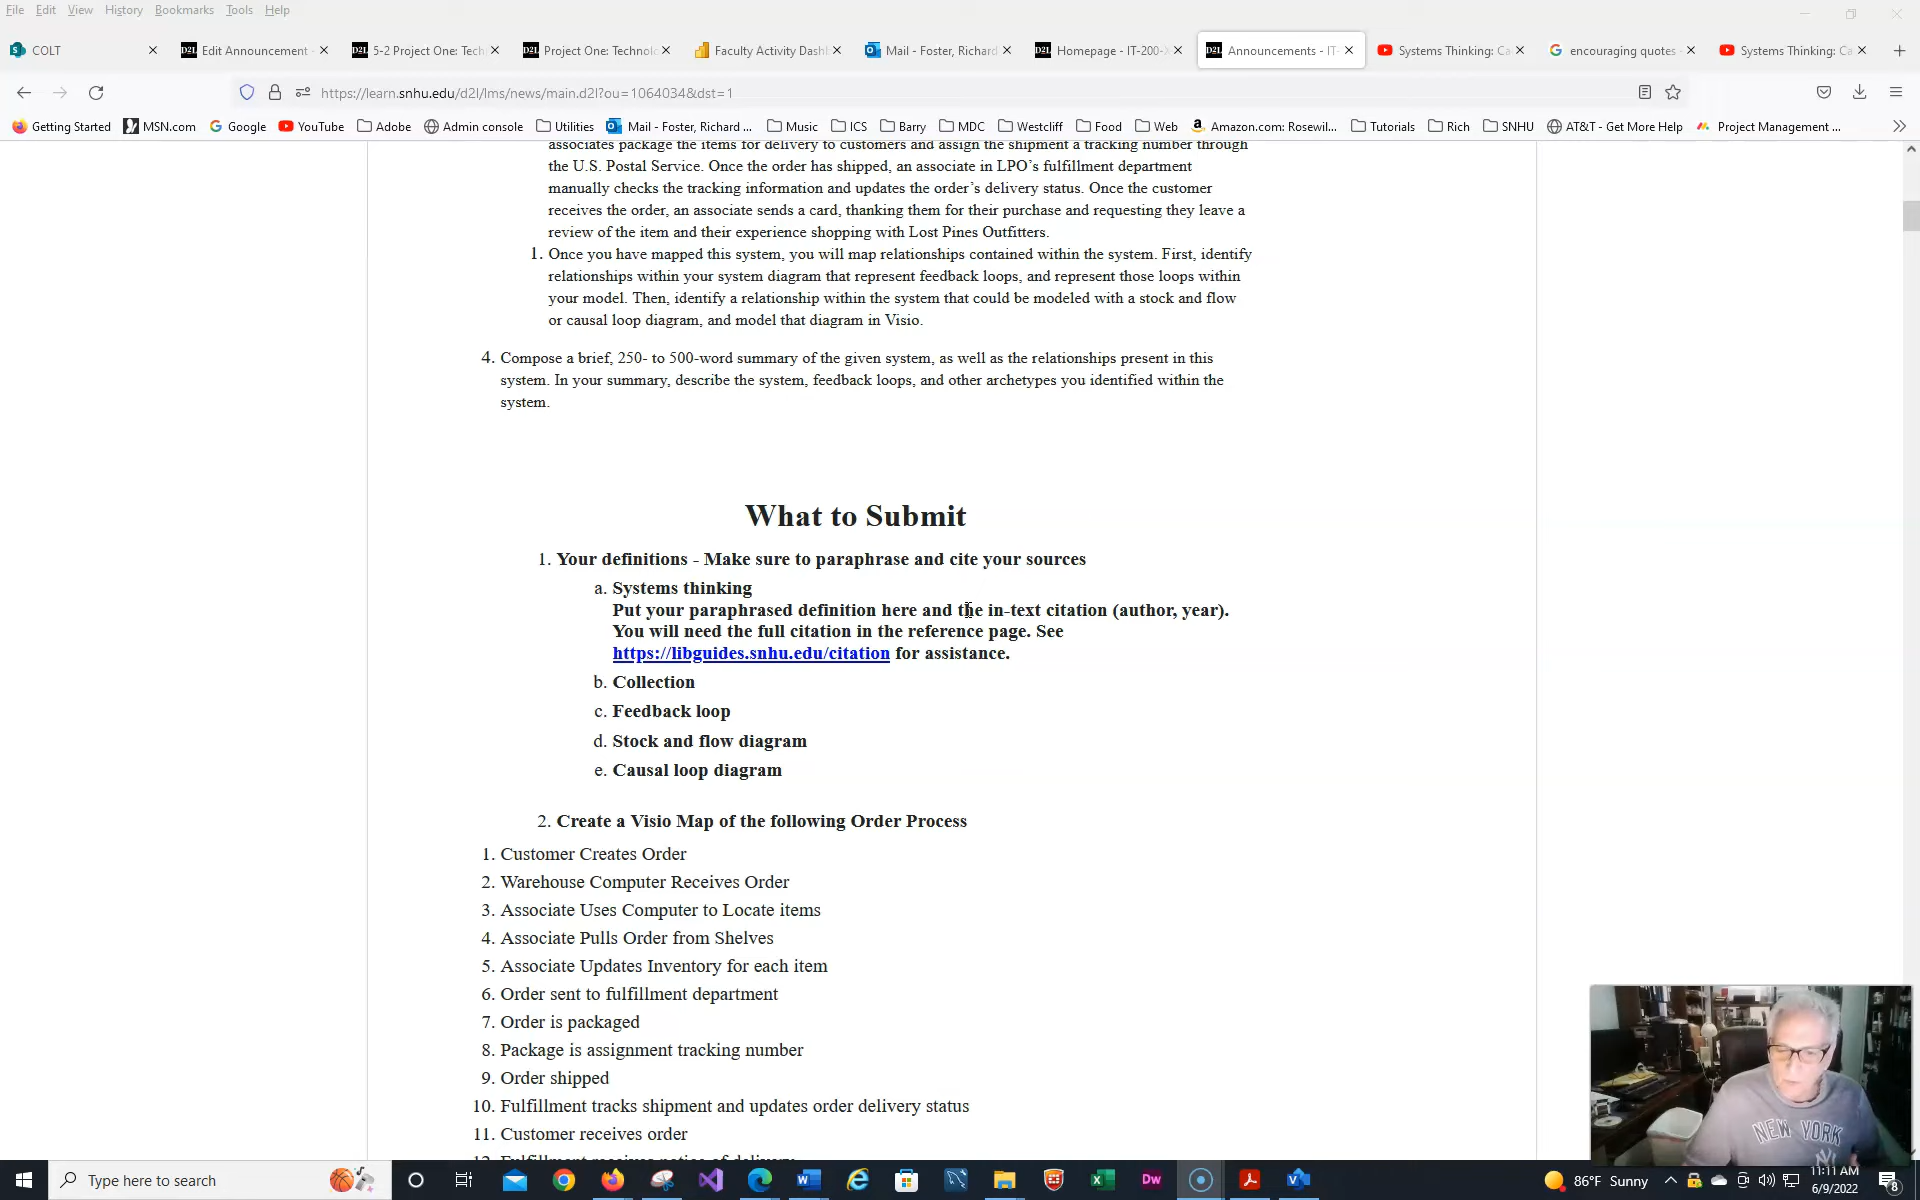 File Edit View History Bookmarks Tools Help
COLT
Edit Announcement -
5-2 Project One: Tech
Project One: Technolo
Faculty Activity Dash
Mail - Foster, Richard
Homepage - IT-200-X
Announcements - IT-
Systems Thinking: Ca
encouraging quotes -
Systems Thinking: Ca
https://learn.snhu.edu/d2l/lms/news/main.d2l?ou=1064034&dst=1
Getting Started MSN.com Google YouTube Adobe Admin console Utilities Mail - Foster, Richard ... Music ICS Barry MDC Westcliff Food Web Amazon.com: Rosewil... Tutorials Rich SNHU AT&T - Get More Help Project Management ...
associates package the items for delivery to customers and assign the shipment a tracking number through
the U.S. Postal Service. Once the order has shipped, an associate in LPO's fulfillment department
manually checks the tracking information and updates the order's delivery status. Once the customer
receives the order, an associate sends a card, thanking them for their purchase and requesting they leave a
review of the item and their experience shopping with Lost Pines Outfitters.
1. Once you have mapped this system, you will map relationships contained within the system. First, identify
relationships within your system diagram that represent feedback loops, and represent those loops within
your model. Then, identify a relationship within the system that could be modeled with a stock and flow
or causal loop diagram, and model that diagram in Visio.
4. Compose a brief, 250- to 500-word summary of the given system, as well as the relationships present in this
system. In your summary, describe the system, feedback loops, and other archetypes you identified within the
system.
What to Submit
1. Your definitions - Make sure to paraphrase and cite your sources
a. Systems thinking
Put your paraphrased definition here and the in-text citation (author, year).
You will need the full citation in the reference page. See
https://libguides.snhu.edu/citation for assistance.
b. Collection
c. Feedback loop
d. Stock and flow diagram
e. Causal loop diagram
2. Create a Visio Map of the following Order Process
1. Customer Creates Order
2. Warehouse Computer Receives Order
3. Associate Uses Computer to Locate items
4. Associate Pulls Order from Shelves
5. Associate Updates Inventory for each item
6. Order sent to fulfillment department
7. Order is packaged
8. Package is assignment tracking number
9. Order shipped
10. Fulfillment tracks shipment and updates order delivery status
11. Customer receives order
12. Fulfillment receives notice of delivery
NEW YORK
Type here to search
86°F Sunny
11:11 AM
6/9/2022
8